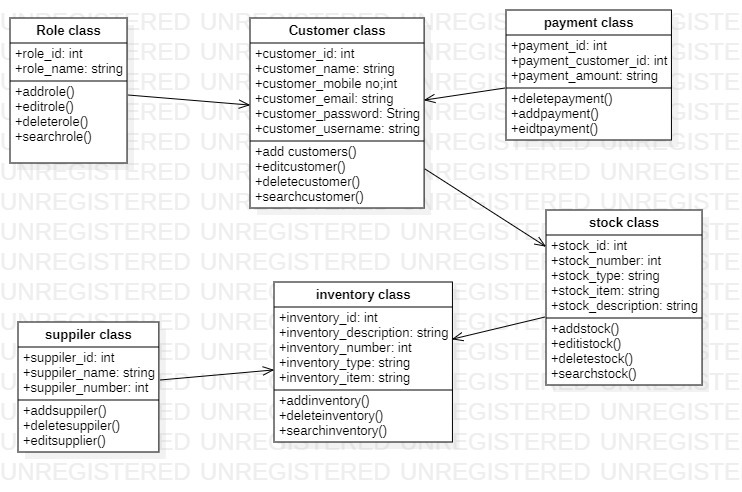 Role class
+role_id: int
+role_name: string
+addrole()
+editrole()
+deleterole()
+searchrole()
Customer class
+customer_id: int
+customer_name: string
+customer_mobile no;int
+customer_email: string
+customer_password: String
+customer_username: string
+add customers()
+editcustomer()
+deletecustomer()
+searchcustomer()
payment class
+payment_id: int
+payment_customer_id: int
+payment_amount: string
+deletepayment()
+addpayment()
+eidtpayment()
stock class
+stock_id: int
+stock_number: int
+stock_type: string
+stock_item: string
+stock_description: string
+addstock()
+editistock()
+deletestock()
+searchstock()
inventory class
+inventory_id: int
+inventory_description: string
+inventory_number: int
+inventory_type: string
+inventory_item: string
+addinventory()
+deleteinventory()
+searchinventory()
suppiler class
+suppiler_id: int
+suppiler_name: string
+suppiler_number: int
+addsuppiler()
+deletesuppiler()
+editsupplier()
UNREGISTERED UNREGISTERED UNREGISTERED UNREGISTE